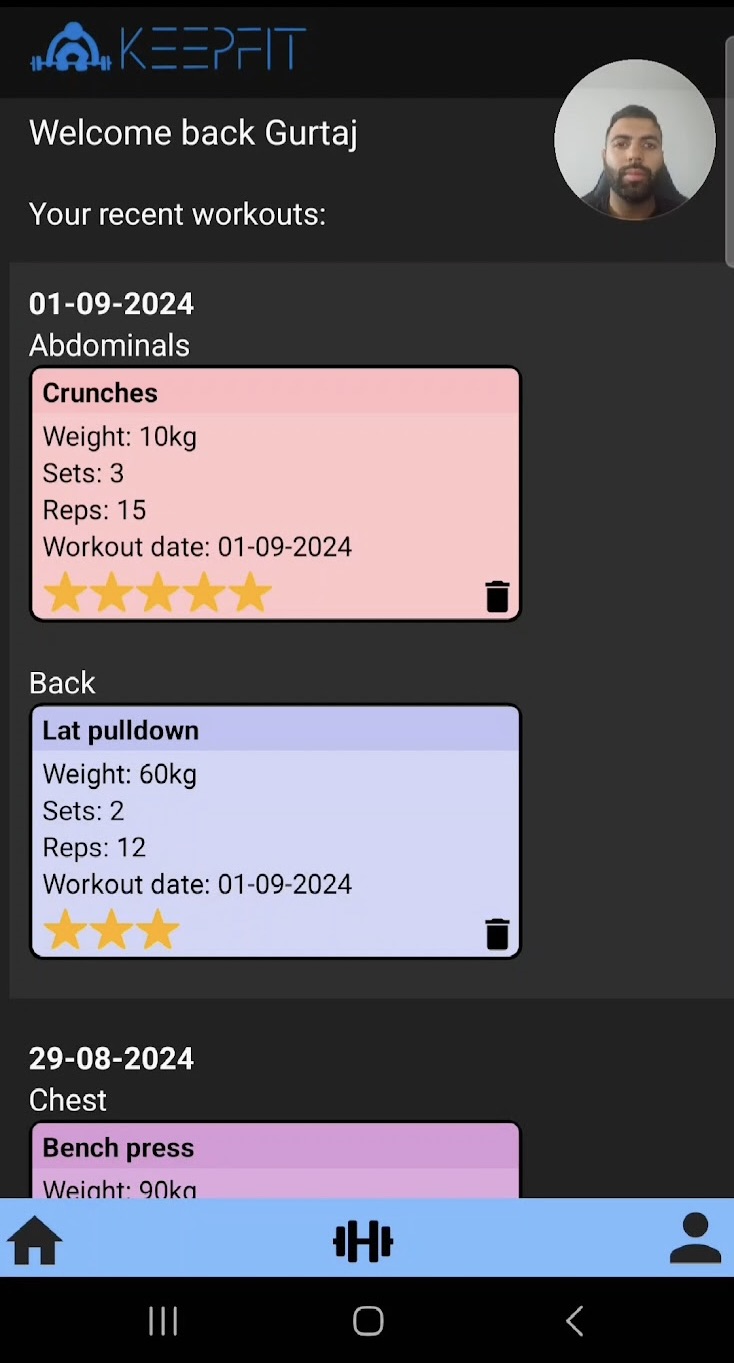 KEEPFIT
Welcome back Gurtaj
Your recent workouts:
01-09-2024
Abdominals
Crunches
Weight: 10kg
Sets: 3
Reps: 15
Workout date: 01-09-2024
Back
Lat pulldown
Weight: 60kg
Sets: 2
Reps: 12
Workout date: 01-09-2024
29-08-2024
Chest
Bench press
Weight: 90kg